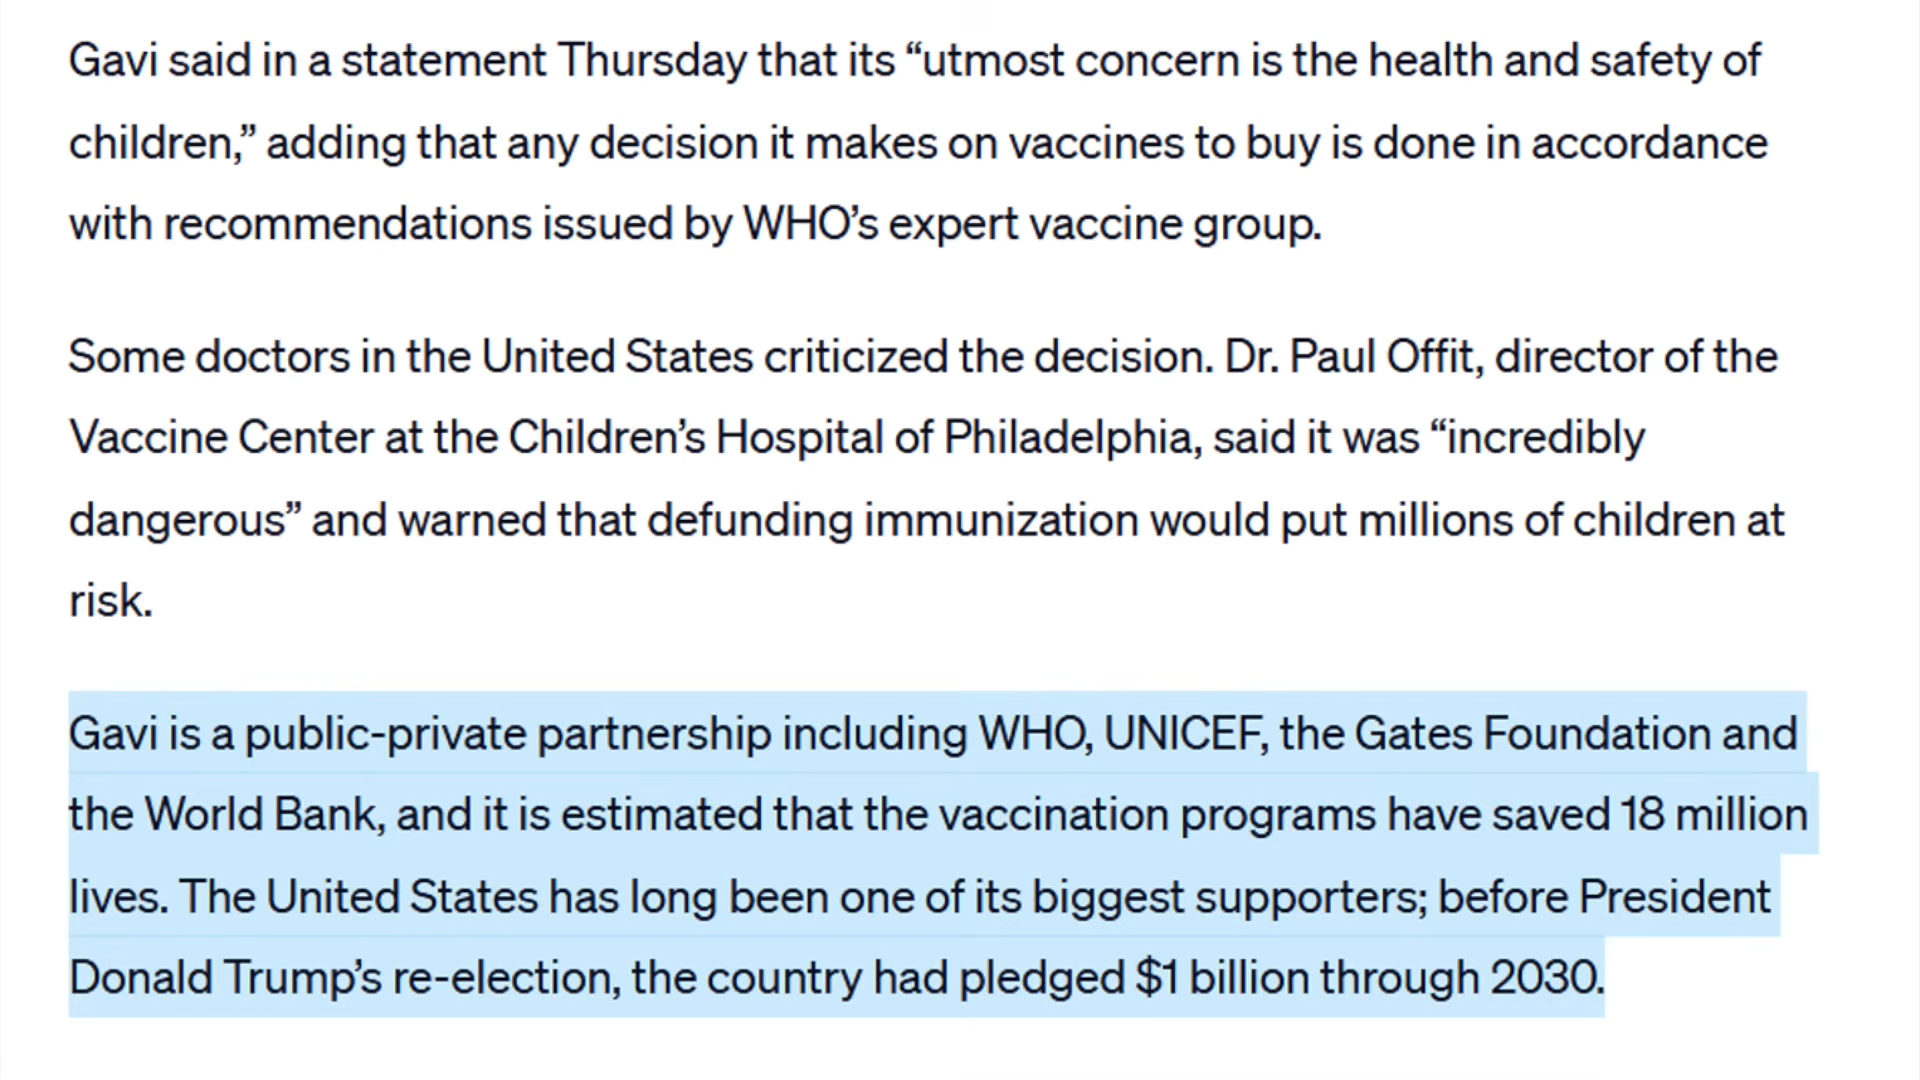 Gavi said in a statement Thursday that its “utmost concern is the health and safety of
children,” adding that any decision it makes on vaccines to buy is done in accordance
with recommendations issued by WHO’s expert vaccine group.
Some doctors in the United States criticized the decision. Dr. Paul Offit, director of the
Vaccine Center at the Children’s Hospital of Philadelphia, said it was “incredibly
dangerous” and warned that defunding immunization would put millions of children at
risk.
Gavi is a public-private partnership including WHO, UNICEF, the Gates Foundation and
the World Bank, and it is estimated that the vaccination programs have saved 18 million
lives. The United States has long been one of its biggest supporters; before President
Donald Trump’s re-election, the country had pledged $1 billion through 2030.